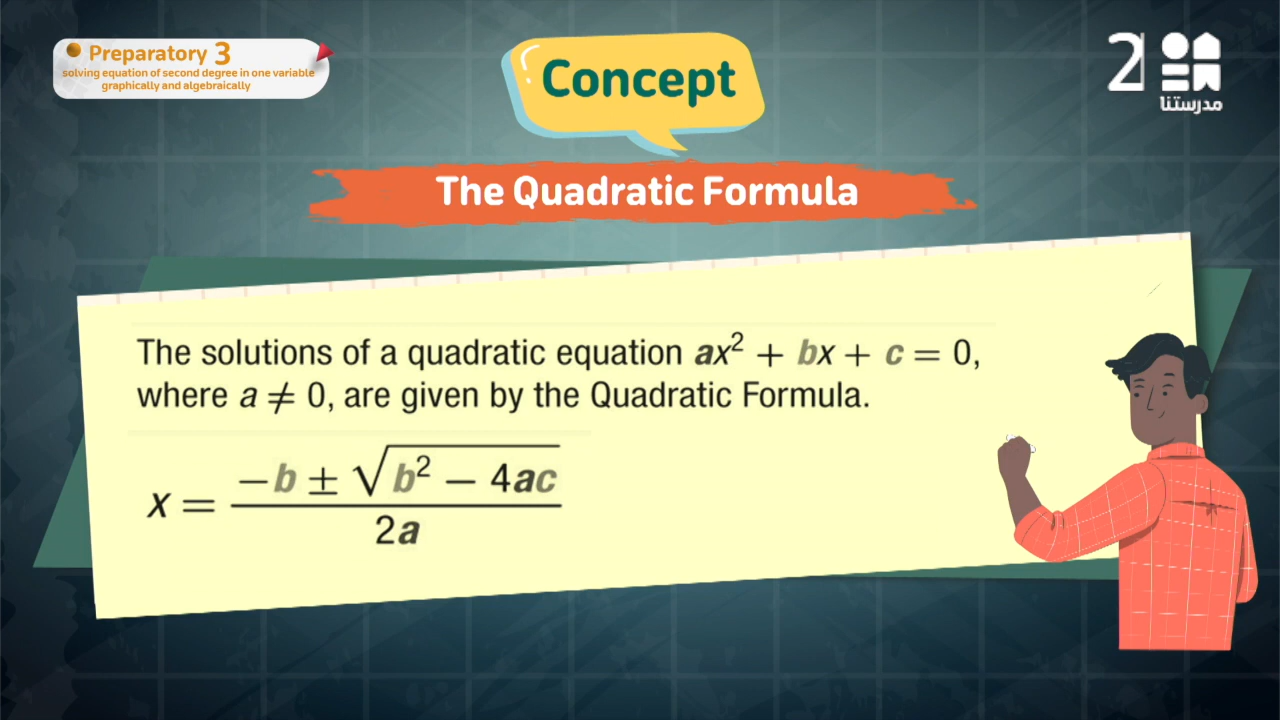 Preparatory 3
solving equation of second degree in one variable
graphically and algebraically
Concept
2
مدرستنا
The Quadratic Formula
The solutions of a quadratic equation ax² + bx + c = 0,
where a ≠ 0, are given by the Quadratic Formula.
x = (−b ± √(b² − 4ac)) / 2a